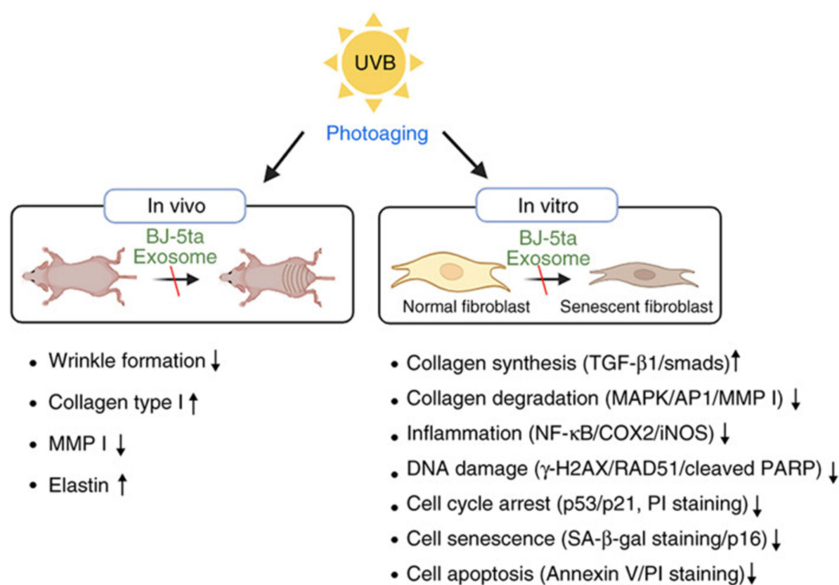 UVB
Photoaging
In vivo
BJ-5ta
Exosome
• Wrinkle formation ↓
• Collagen type I ↑
• MMP I ↓
• Elastin ↑
In vitro
BJ-5ta
Exosome
Normal fibroblast
Senescent fibroblast
• Collagen synthesis (TGF-β1/smads)↑
• Collagen degradation (MAPK/AP1/MMP I) ↓
• Inflammation (NF-κB/COX2/iNOS) ↓
• DNA damage (γ-H2AX/RAD51/cleaved PARP) ↓
• Cell cycle arrest (p53/p21, PI staining) ↓
• Cell senescence (SA-β-gal staining/p16) ↓
• Cell apoptosis (Annexin V/PI staining) ↓